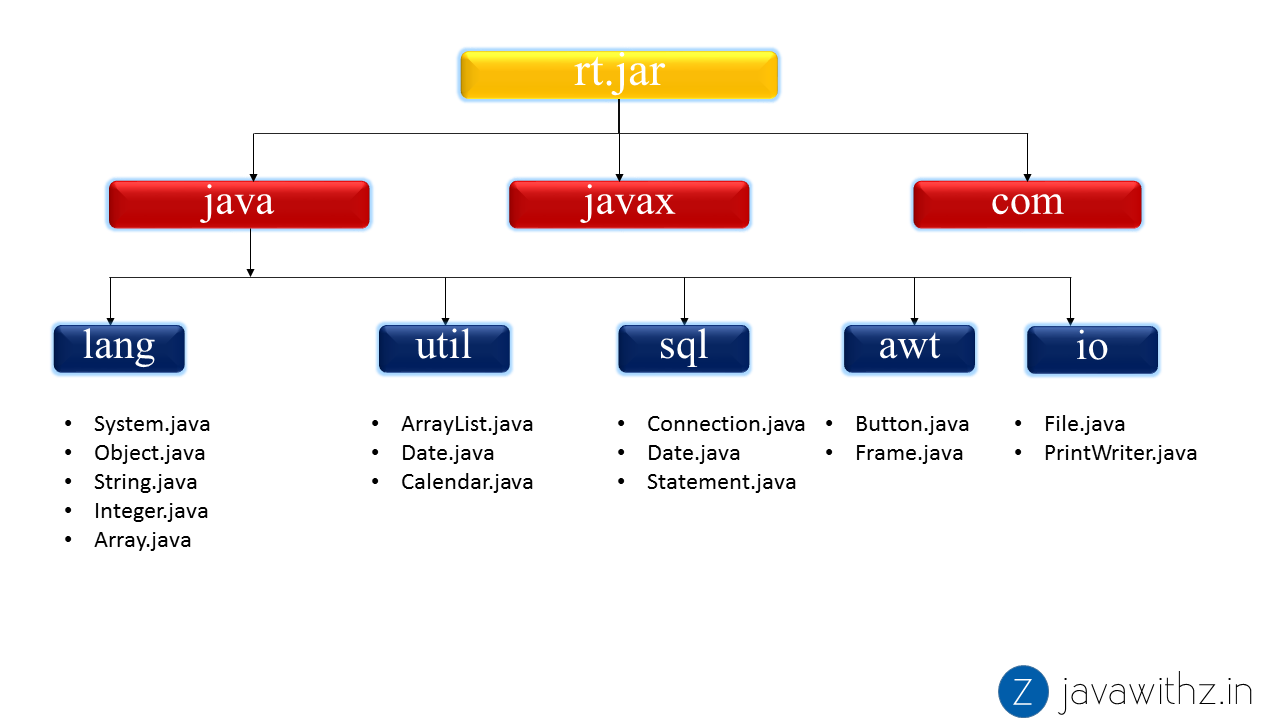 rt.jar
java
javax
com
lang
util
sql
awt
io
• System.java
• Object.java
• String.java
• Integer.java
• Array.java
• ArrayList.java
• Date.java
• Calendar.java
• Connection.java
• Date.java
• Statement.java
• Button.java
• Frame.java
• File.java
• PrintWriter.java
Z javawithz.in